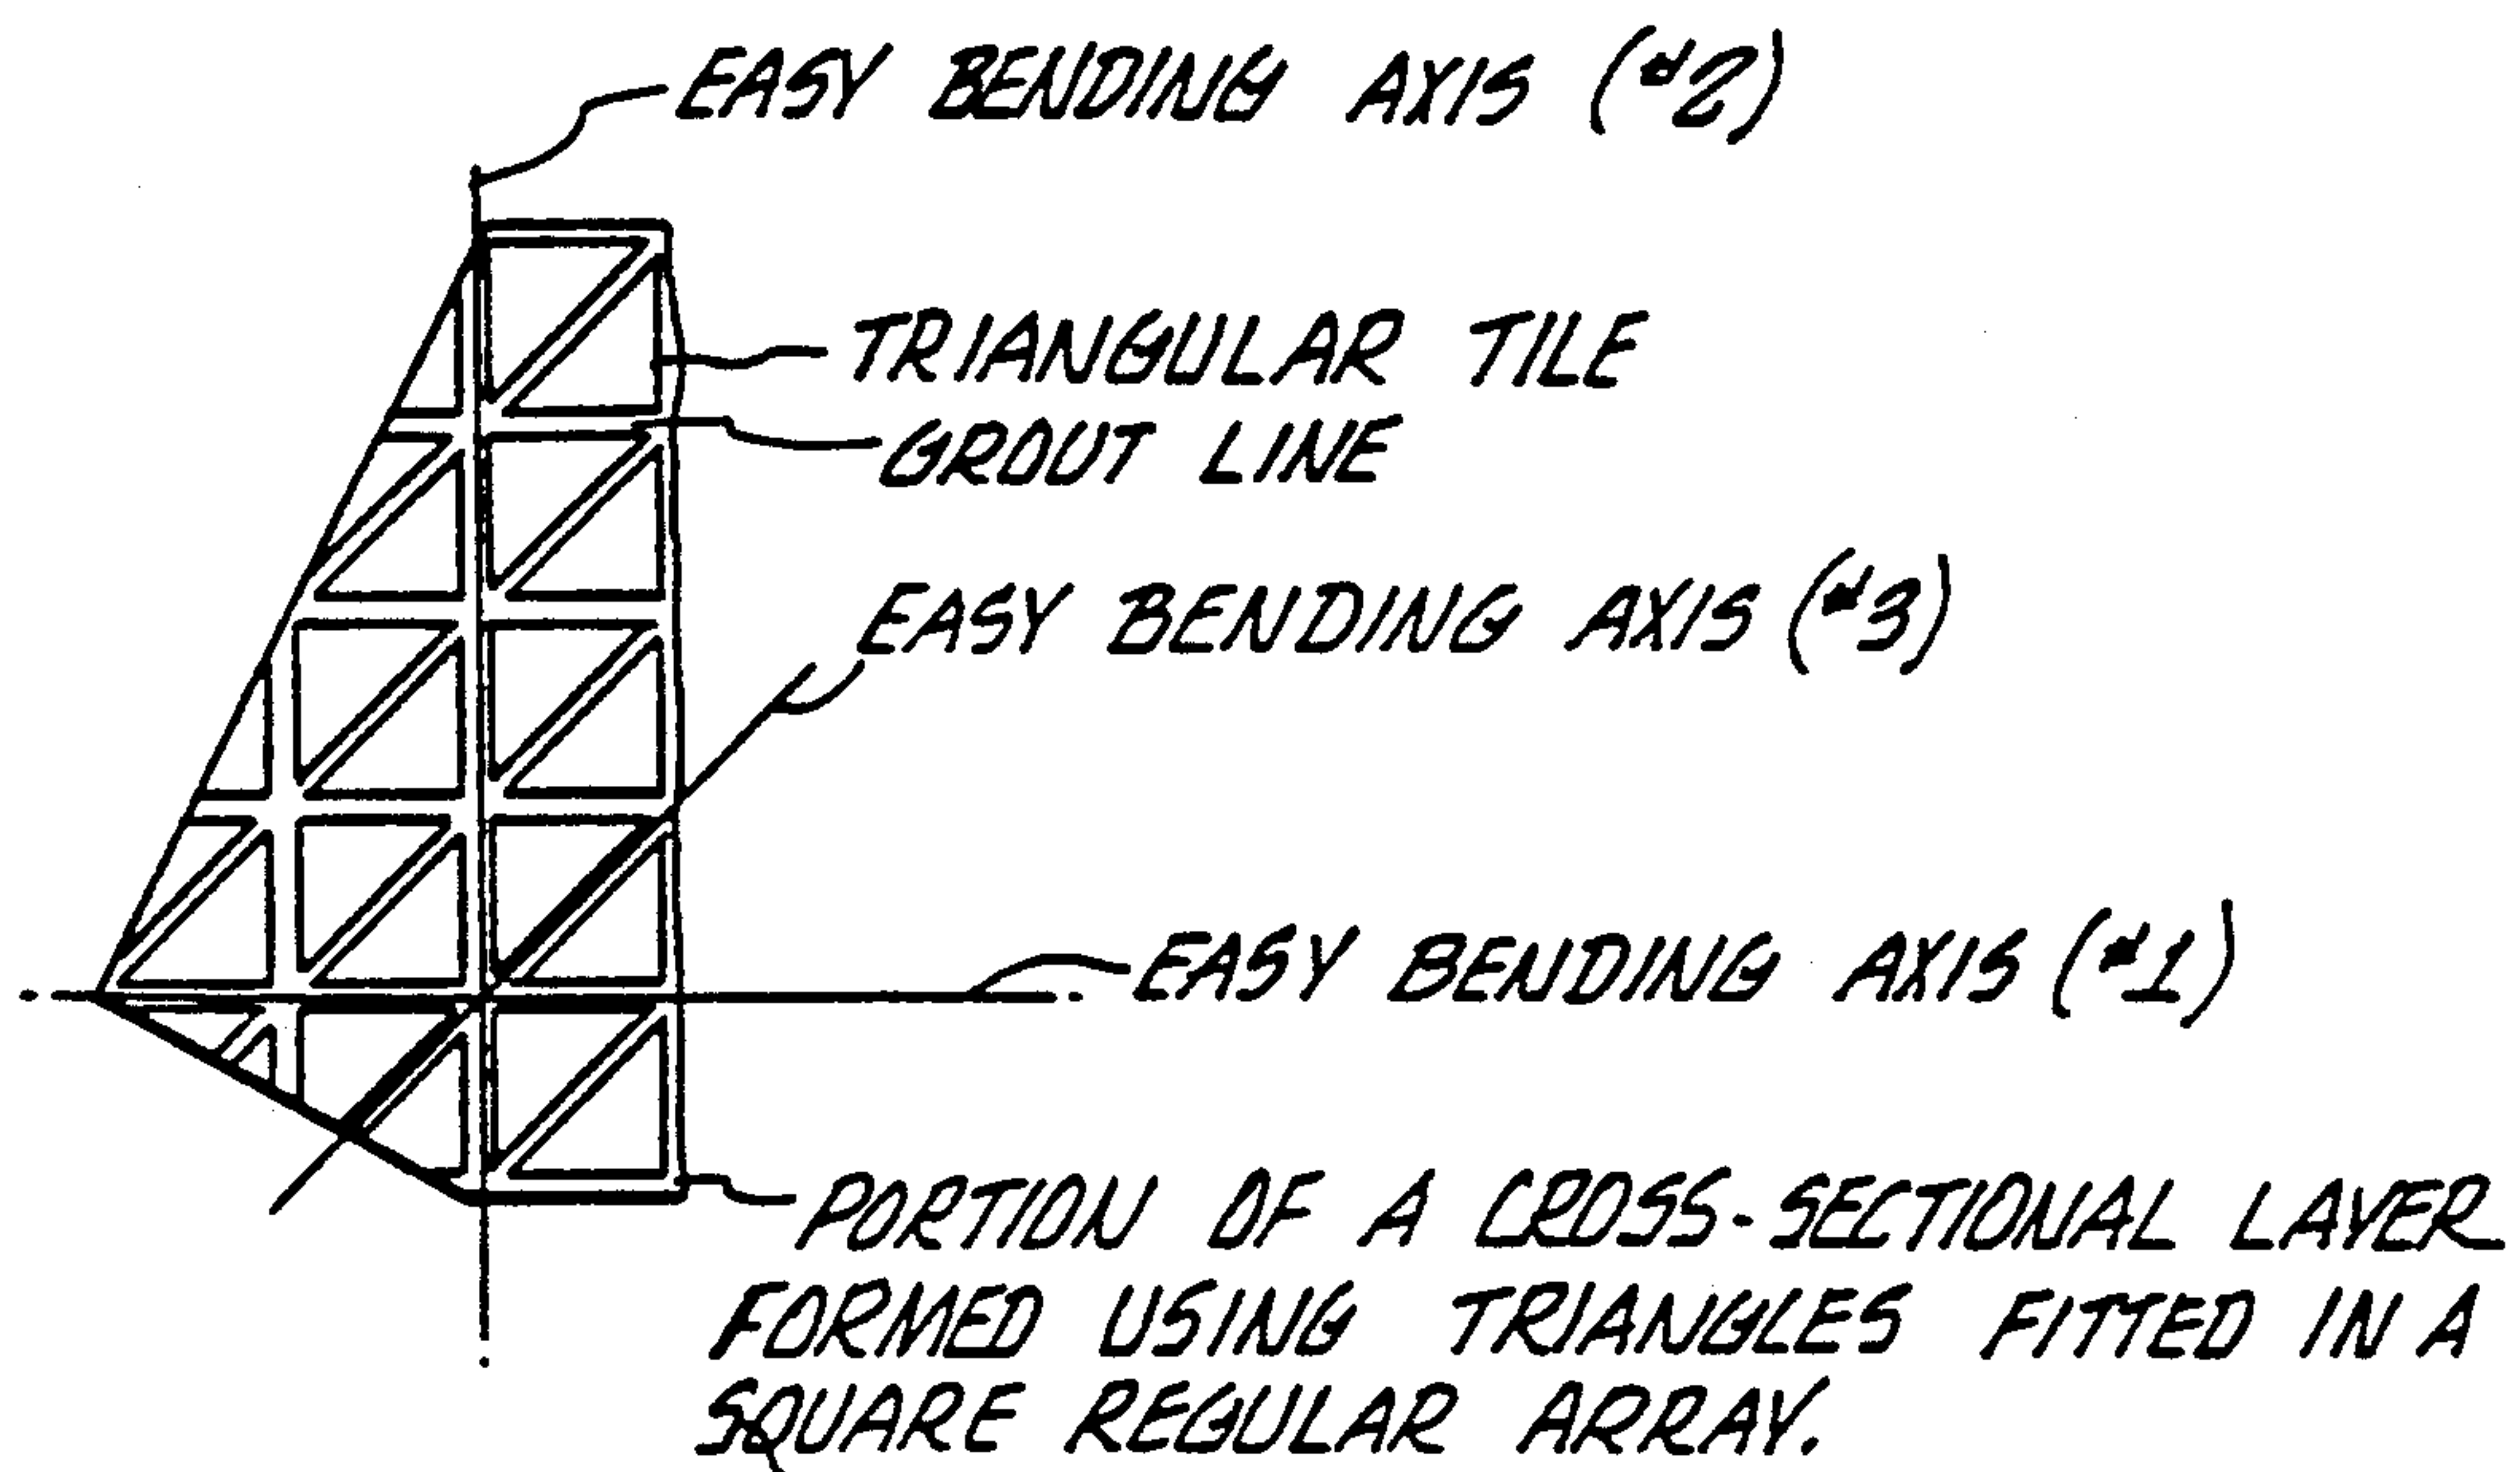 EASY BENDING AXIS (#2)
TRIANGULAR TILE
GROUT LINE
EASY BENDING AXIS (#3)
EASY BENDING AXIS (#1)
PORTION OF A CROSS-SECTIONAL LAYER
FORMED USING TRIANGLES FITTED IN A
SQUARE REGULAR ARRAY.